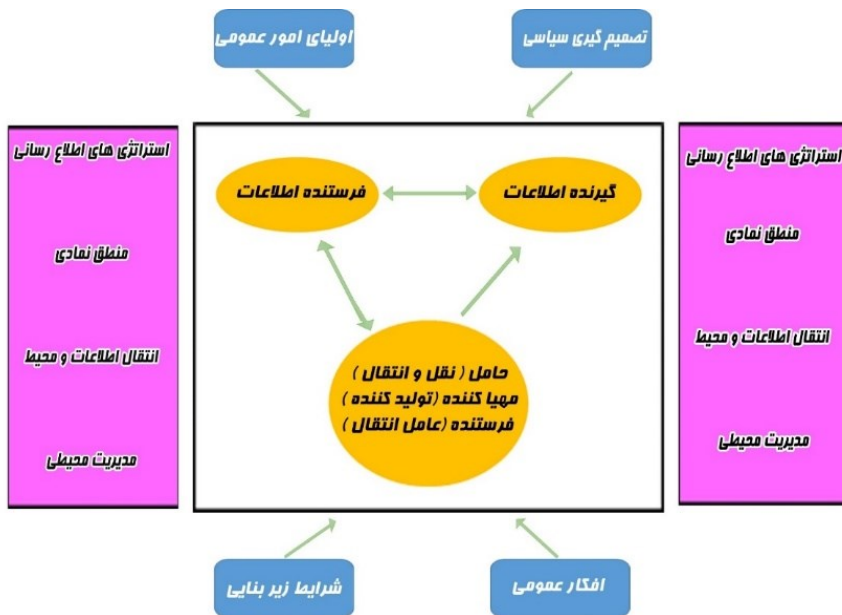 تصمیم گیری سیاسی
اولیای امور عمومی
استراتژی های اطلاع رسانی
منطق نمادی
انتقال اطلاعات و محیط
مدیریت محیطی
گیرنده اطلاعات
فرستنده اطلاعات
حامل ( نقل و انتقال )
مهیا کننده (تولید کننده )
فرستنده (عامل انتقال )
استراتژی های اطلاع رسانی
منطق نمادی
انتقال اطلاعات و محیط
مدیریت محیطی
افکار عمومی
شرایط زیر بنایی